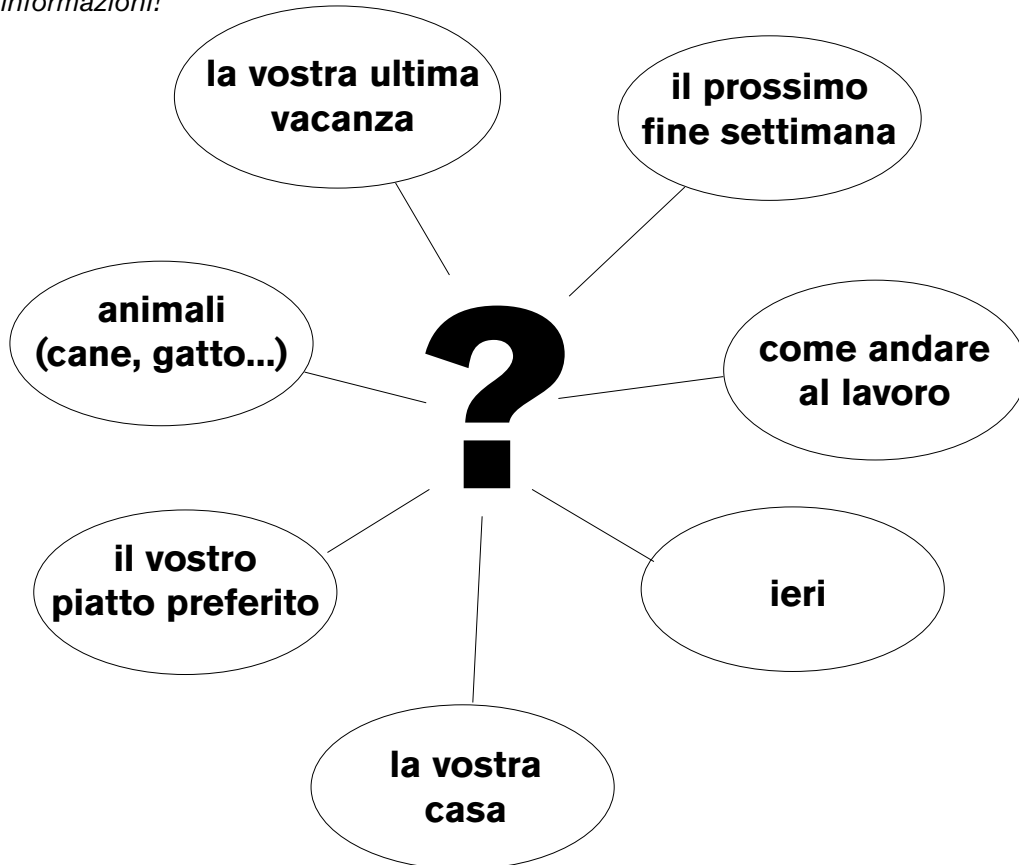 informazioni!
la vostra ultima
vacanza
il prossimo
fine settimana
animali
(cane, gatto...)
?
come andare
al lavoro
il vostro
piatto preferito
ieri
la vostra
casa